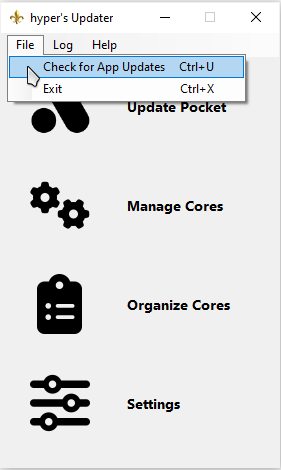 hyper's Updater
File Log Help
Check for App Updates Ctrl+U
Exit Ctrl+X
Update Pocket
Manage Cores
Organize Cores
Settings